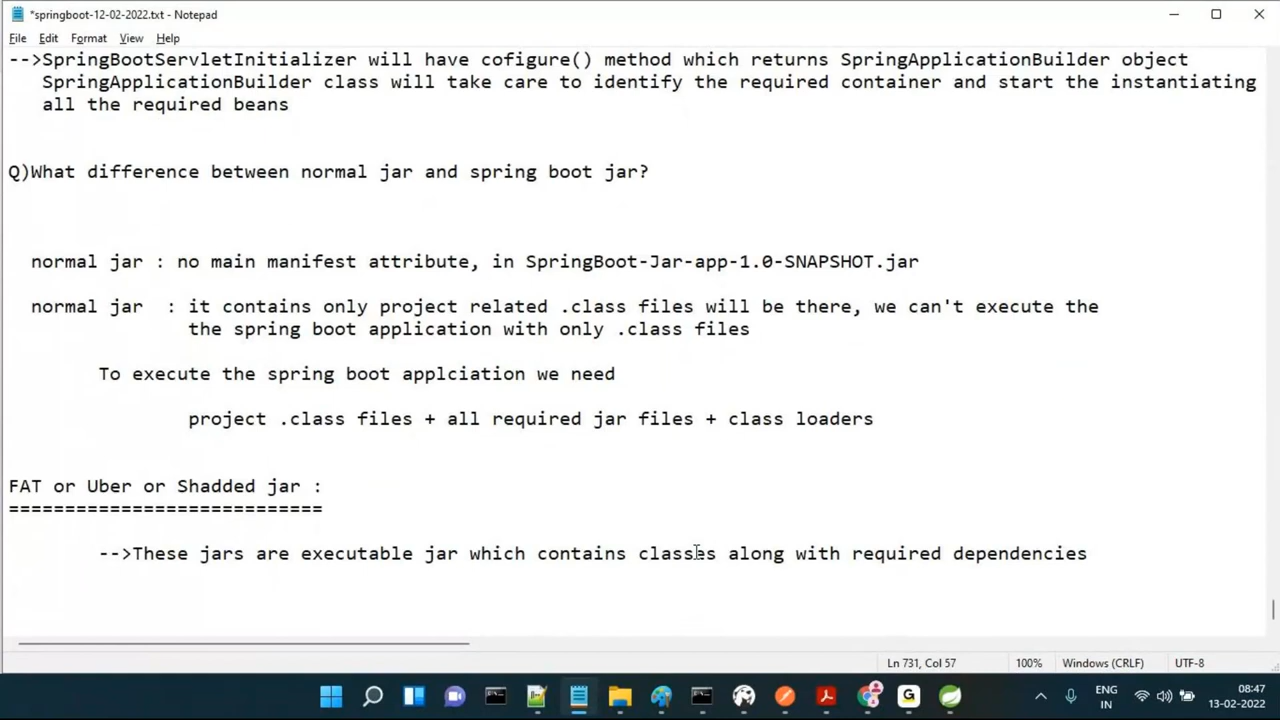 *springboot-12-02-2022.txt - Notepad
File Edit Format View Help
-->SpringBootServletInitializer will have cofigure() method which returns SpringApplicationBuilder object
SpringApplicationBuilder class will take care to identify the required container and start the instantiating
all the required beans
Q)What difference between normal jar and spring boot jar?
normal jar : no main manifest attribute, in SpringBoot-Jar-app-1.0-SNAPSHOT.jar
normal jar : it contains only project related .class files will be there, we can't execute the
the spring boot application with only .class files
To execute the spring boot applciation we need
project .class files + all required jar files + class loaders
FAT or Uber or Shadded jar :
============================
-->These jars are executable jar which contains classes along with required dependencies
Ln 731, Col 57 100% Windows (CRLF) UTF-8
ENG
IN
08:47
13-02-2022